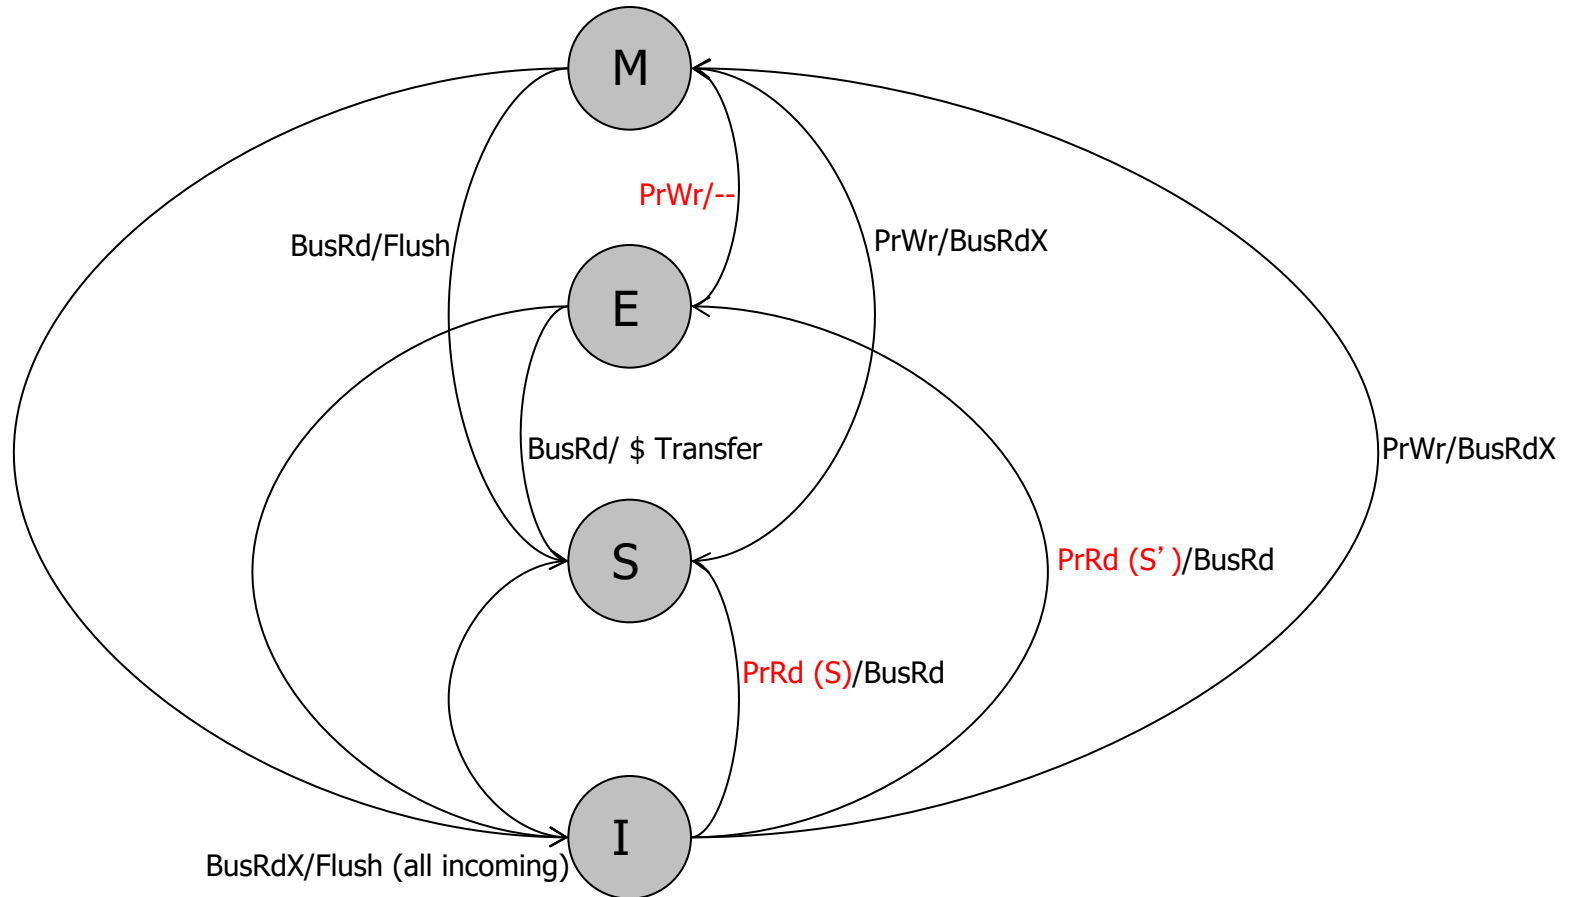 M
PrWr/--
BusRd/Flush
PrWr/BusRdX
E
BusRd/ $ Transfer
PrWr/BusRdX
S
PrRd (S’ )/BusRd
PrRd (S)/BusRd
I
BusRdX/Flush (all incoming)